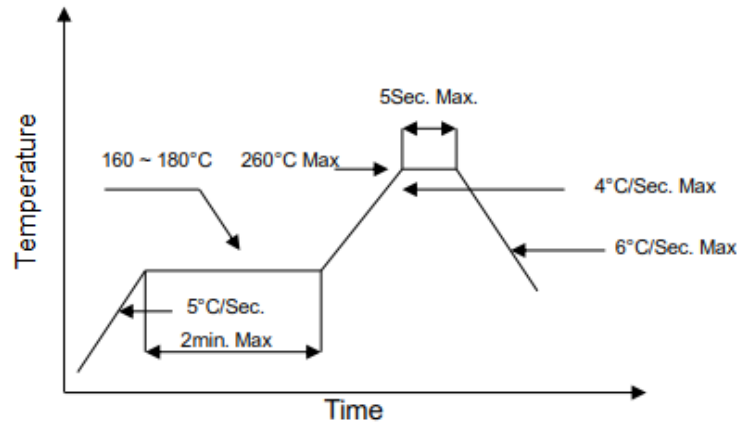 5Sec. Max.
160 ~ 180°C
260°C Max
4°C/Sec. Max
6°C/Sec. Max
5°C/Sec.
2min. Max
Temperature
Time